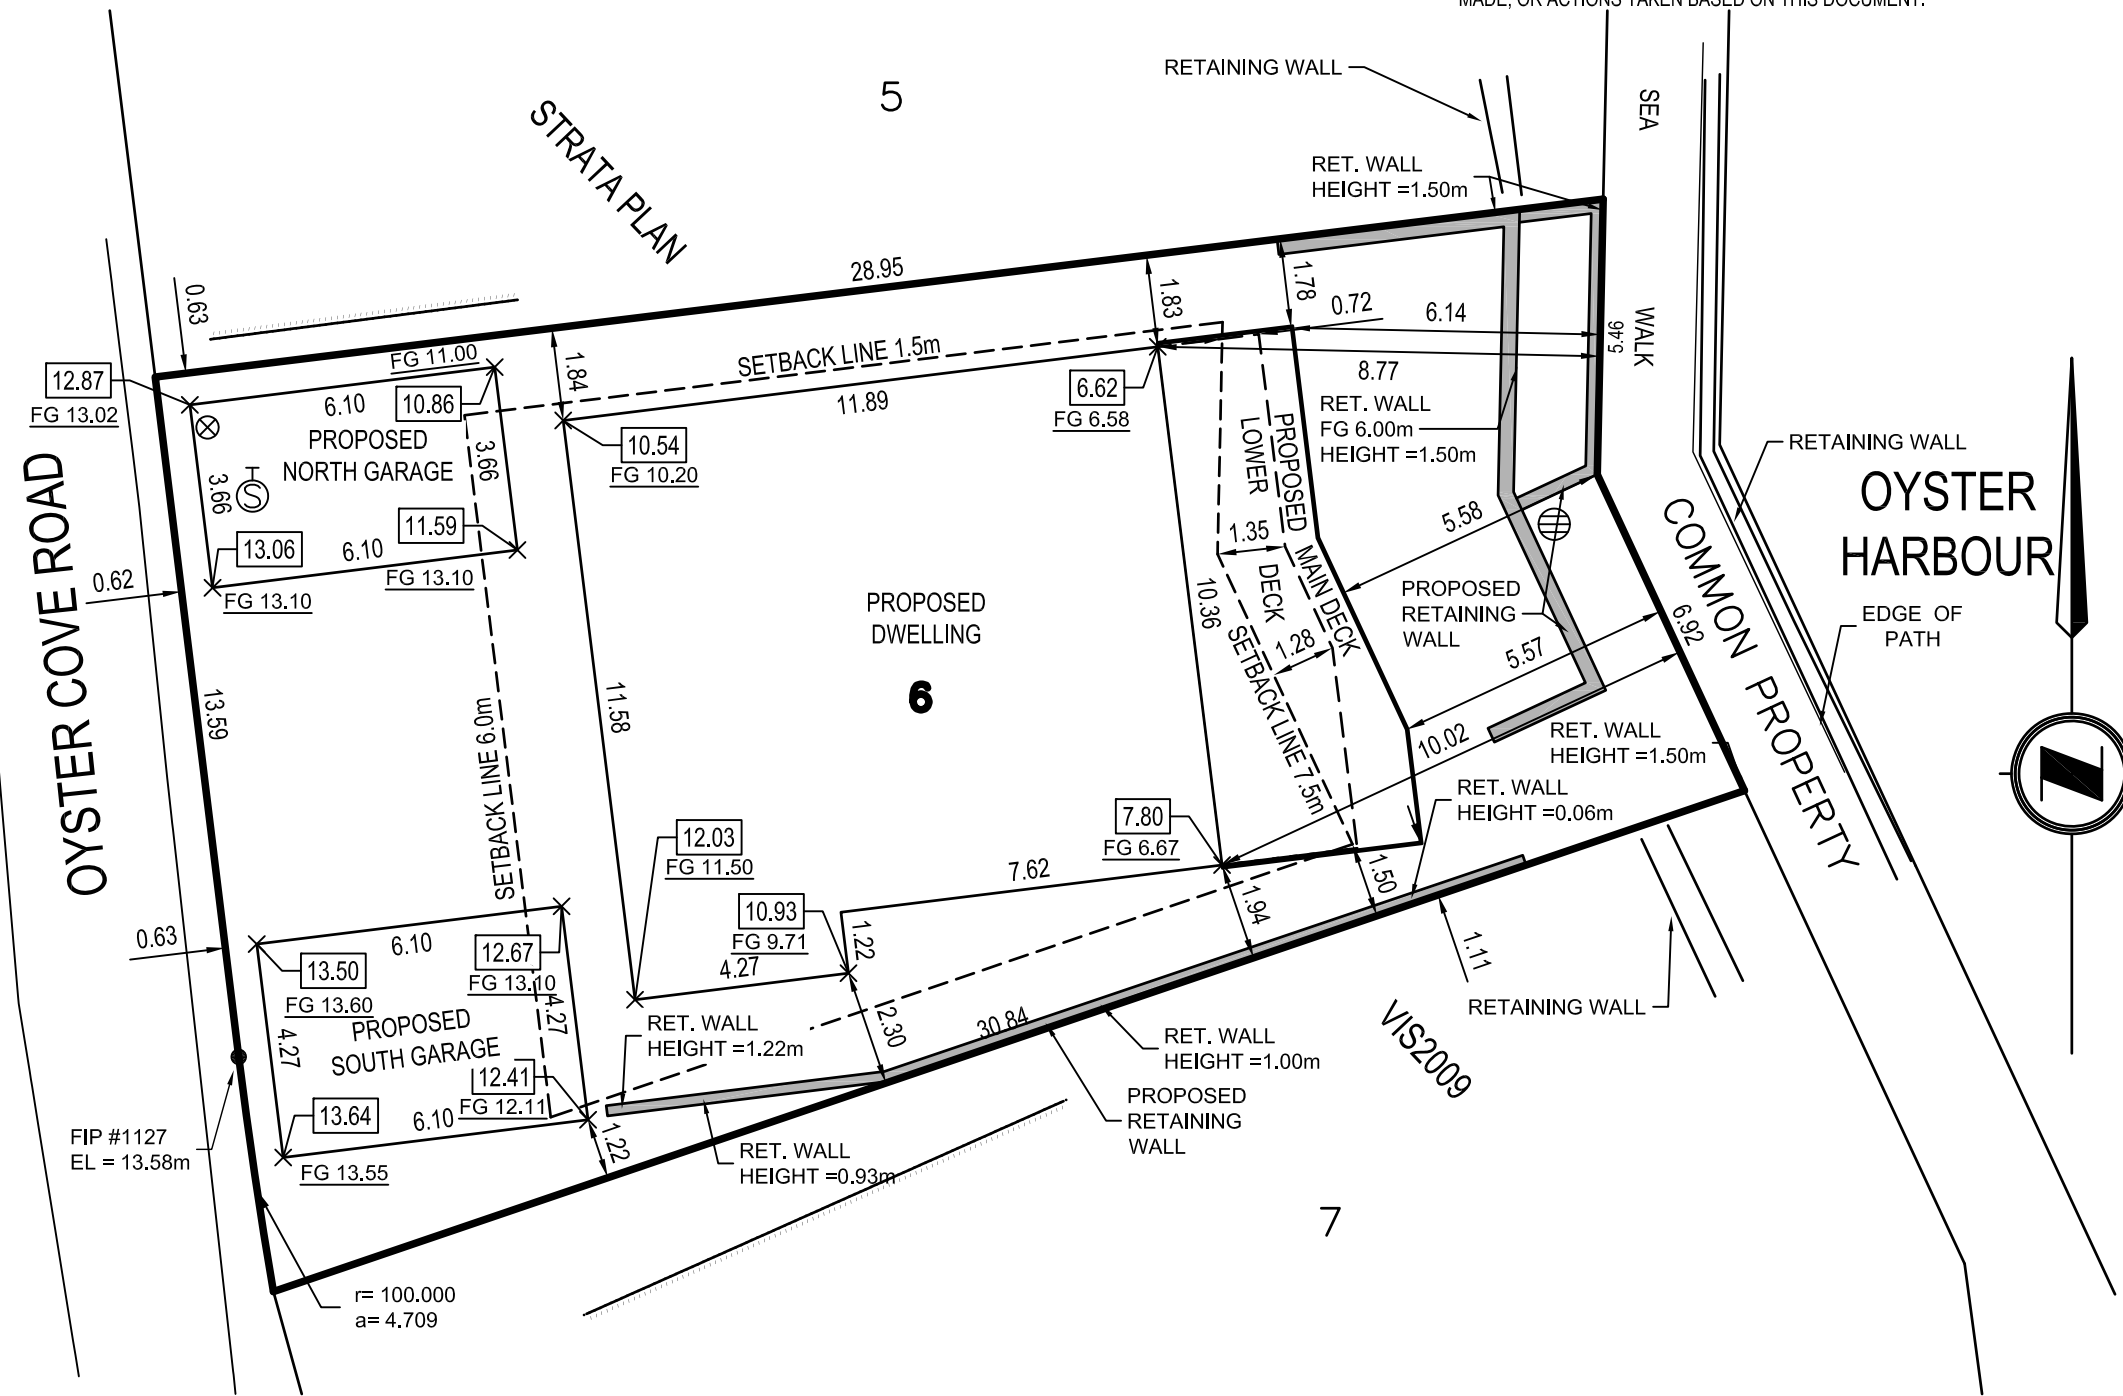 MADE, OR ACTIONS TAKEN BASED ON THIS DOCUMENT.
RETAINING WALL
5
SEA
STRATA PLAN
RET. WALL
HEIGHT =1.50m
28.95
0.63
1.83
1.78
0.72
6.14
5.46
WALK
FG 11.00
1.84
SETBACK LINE 1.5m
12.87
FG 13.02
6.10
10.86
11.89
6.62
FG 6.58
8.77
RET. WALL
FG 6.00m
HEIGHT =1.50m
PROPOSED
NORTH GARAGE
3.66
3.66
S
10.54
FG 10.20
LOWER
DECK
PROPOSED MAIN DECK
RETAINING WALL
OYSTER
HARBOUR
11.59
13.06
6.10
FG 13.10
FG 13.10
0.62
OYSTER COVE ROAD
1.35
5.58
COMMON PROPERTY
PROPOSED
DWELLING
6
10.36
PROPOSED
RETAINING
WALL
6.92
EDGE OF
PATH
1.28
5.57
SETBACK LINE 7.5m
13.59
11.58
SETBACK LINE 6.0m
10.02
RET. WALL
HEIGHT =1.50m
RET. WALL
HEIGHT =0.06m
7.80
FG 6.67
12.03
FG 11.50
7.62
1.50
0.63
6.10
12.67
FG 13.10
10.93
FG 9.71
1.22
1.94
1.11
13.50
FG 13.60
4.27
4.27
4.27
RETAINING WALL
PROPOSED
SOUTH GARAGE
RET. WALL
HEIGHT =1.22m
2.30
30.84
RET. WALL
HEIGHT =1.00m
VIS2009
12.41
FG 12.11
PROPOSED
RETAINING
WALL
13.64
6.10
FIP #1127
EL = 13.58m
FG 13.55
1.22
RET. WALL
HEIGHT =0.93m
7
r= 100.000
a= 4.709